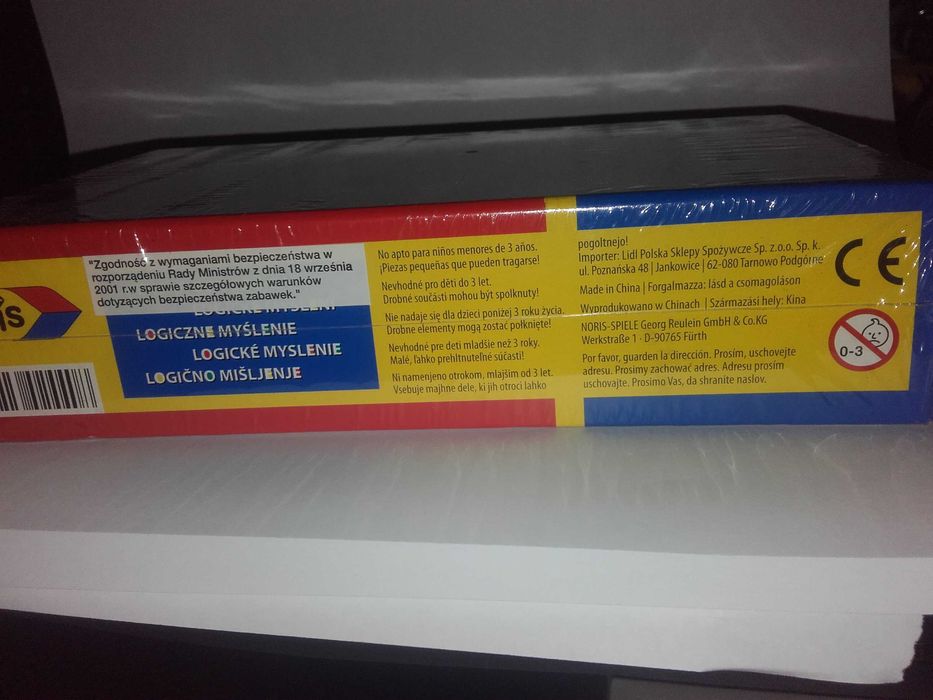 "Zgodność z wymaganiami bezpieczeństwa w
rozporządzeniu Rady Ministrów z dnia 18 września
2001 r.w sprawie szczegółowych warunków
dotyzących bezpieczeństwa zabawek."
LOGICKÉ MYŠLENÍ
LOGICZNE MYŚLENIE
LOGICKÉ MYSLENIE
LOGIČNO MIŠLJENJE
No apto para niños menores de 3 años.
¡Piezas pequeñas que pueden tragarse!
Nevhodné pro děti do 3 let.
Drobné součásti mohou být spolknuty!
Nie nadaje się dla dzieci poniżej 3 roku życia,
Drobne elementy mogą zostać połknięte!
Nevhodné pre deti mladšie než 3 roky.
Malé, ľahko prehltnuteľné súčasti!
Ni namenjeno otrokom, mlajšim od 3 let.
Vsebuje majhne dele, ki jih otroci lahko
pogoltnejo!
Importer: Lidl Polska Sklepy Spożywcze Sp. z.o.o. Sp. k.
ul. Poznańska 48 | Jankowice | 62-080 Tarnowo Podgórne
Made in China | Forgalmazza: lásd a csomagoláson
Wyprodukowano w Chinach | Származási hely: Kina
NORIS-SPIELE Georg Reulein GmbH & Co.KG
Werkstraße 1 · D-90765 Fürth
Por favor, guarden la dirección. Prosím, uschovejte
adresu. Prosimy zachować adres. Adresu prosím
uschovajte. Prosimo Vas, da shranite naslov.
CE
0-3